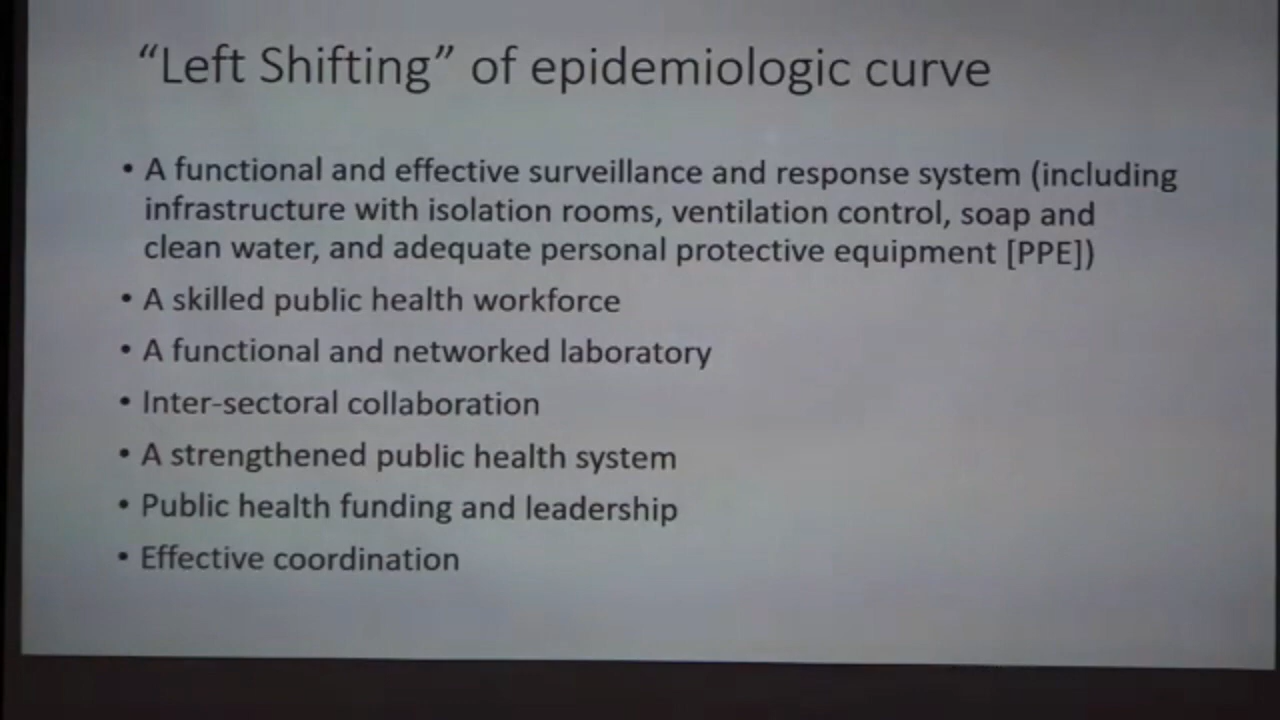 “Left Shifting” of epidemiologic curve
• A functional and effective surveillance and response system (including
infrastructure with isolation rooms, ventilation control, soap and
clean water, and adequate personal protective equipment [PPE])
• A skilled public health workforce
• A functional and networked laboratory
• Inter-sectoral collaboration
• A strengthened public health system
• Public health funding and leadership
• Effective coordination